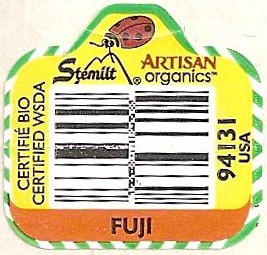 Stemilt®
ARTISAN
organics™
CERTIFIÉ BIO
CERTIFIED WSDA
94131
USA
FUJI